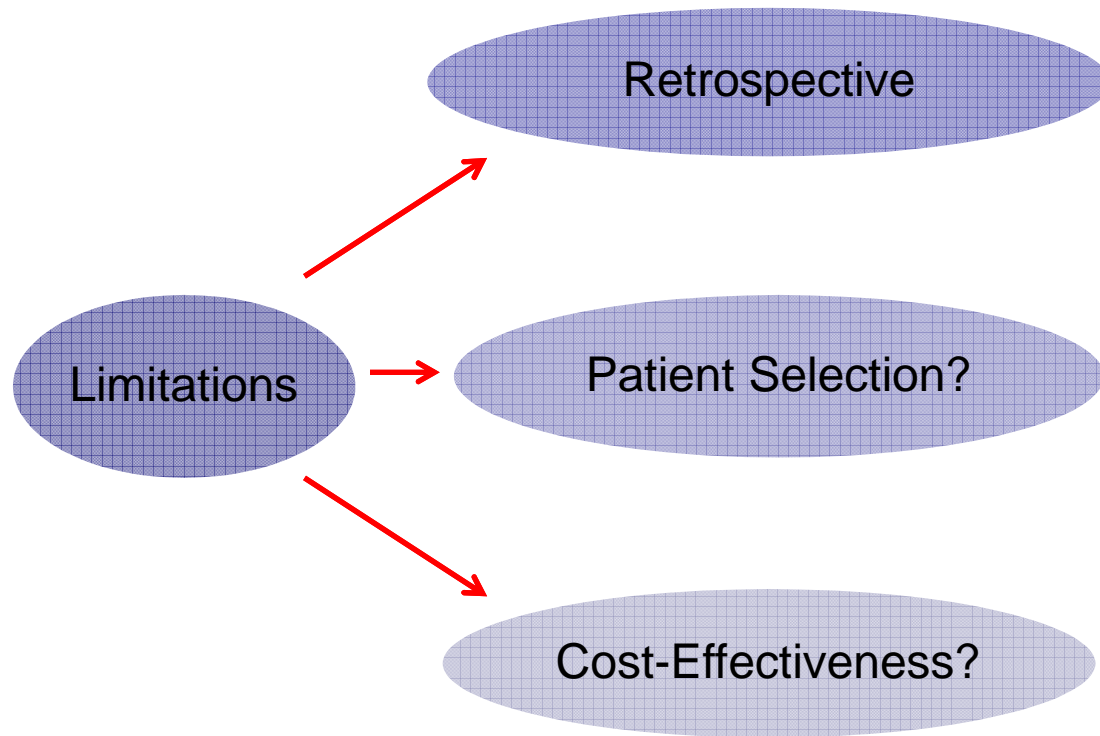 Retrospective
Limitations
Patient Selection?
Cost-Effectiveness?